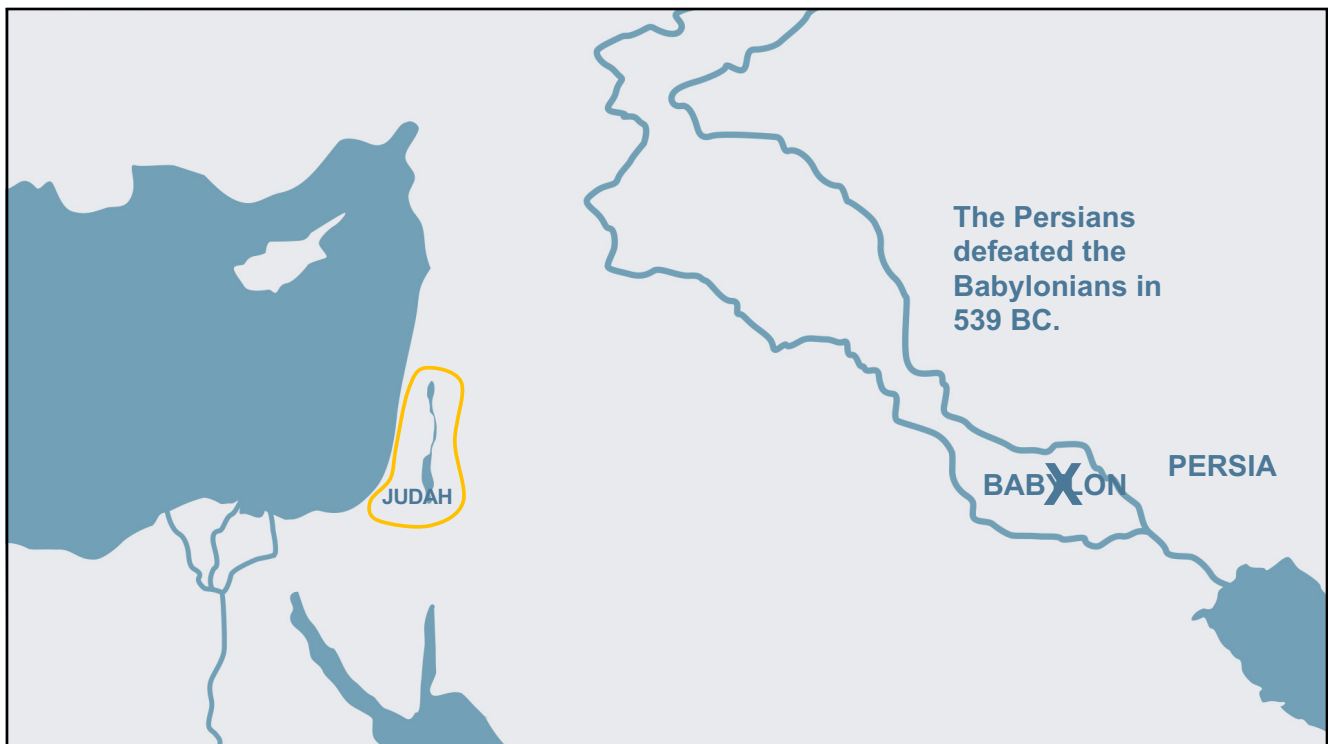 The Persians
defeated the
Babylonians in
539 BC.
PERSIA
BABYLON
X
JUDAH